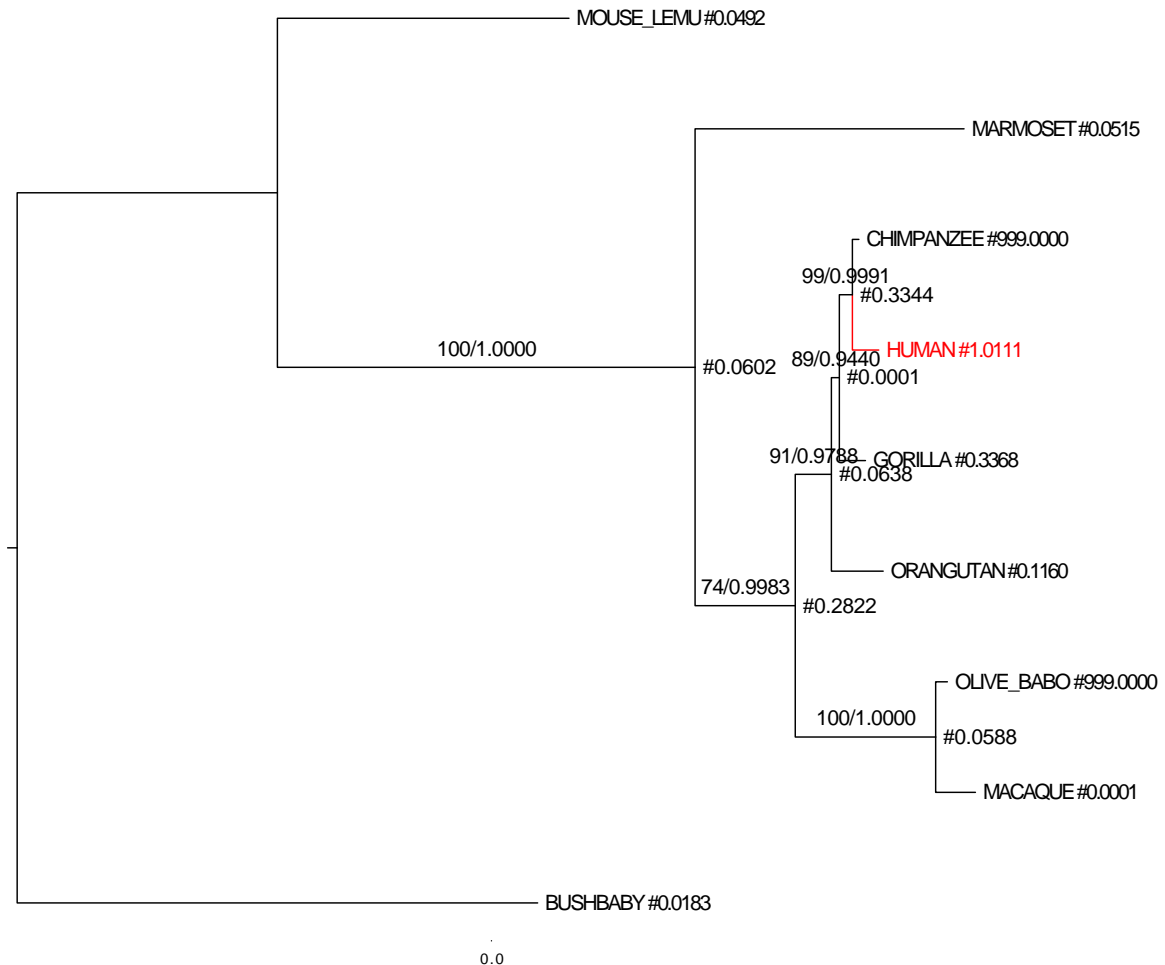 MOUSE_LEMU #0.0492
MARMOSET #0.0515
CHIMPANZEE #999.0000
99/0.9991
#0.3344
HUMAN #1.0111
100/1.0000
89/0.9440
#0.0602
#0.0001
91/0.9788
GORILLA #0.3368
#0.0638
ORANGUTAN #0.1160
74/0.9983
#0.2822
OLIVE_BABO #999.0000
100/1.0000
#0.0588
MACAQUE #0.0001
BUSHBABY #0.0183
0.0